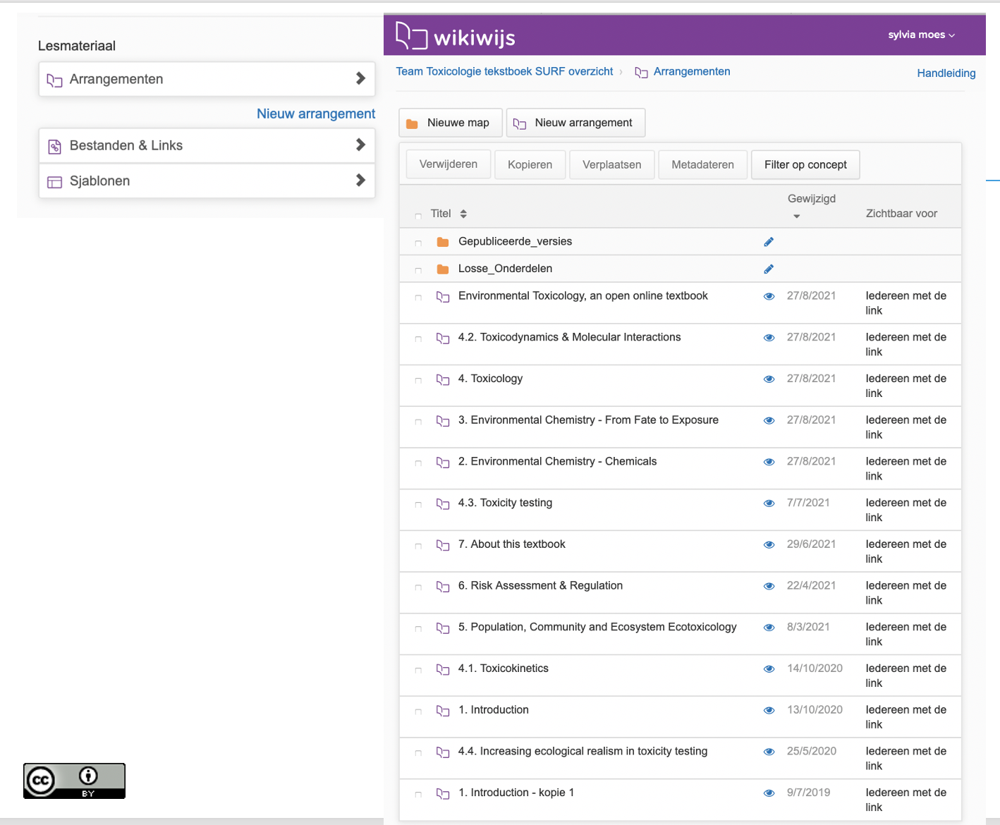 Lesmateriaal
Arrangementen
Nieuw arrangement
Bestanden & Links
Sjablonen
wikiwijs
sylvia moes
Team Toxicologie tekstboek SURF overzicht › Arrangementen
Handleiding
Nieuwe map Nieuw arrangement
Verwijderen Kopieren Verplaatsen Metadateren Filter op concept
Titel Gewijzigd Zichtbaar voor
Gepubliceerde_versies
Losse_Onderdelen
Environmental Toxicology, an open online textbook 27/8/2021 Iedereen met de
link
4.2. Toxicodynamics & Molecular Interactions 27/8/2021 Iedereen met de
link
4. Toxicology 27/8/2021 Iedereen met de
link
3. Environmental Chemistry - From Fate to Exposure 27/8/2021 Iedereen met de
link
2. Environmental Chemistry - Chemicals 27/8/2021 Iedereen met de
link
4.3. Toxicity testing 7/7/2021 Iedereen met de
link
7. About this textbook 29/6/2021 Iedereen met de
link
6. Risk Assessment & Regulation 22/4/2021 Iedereen met de
link
5. Population, Community and Ecosystem Ecotoxicology 8/3/2021 Iedereen met de
link
4.1. Toxicokinetics 14/10/2020 Iedereen met de
link
1. Introduction 13/10/2020 Iedereen met de
link
4.4. Increasing ecological realism in toxicity testing 25/5/2020 Iedereen met de
link
1. Introduction - kopie 1 9/7/2019 Iedereen met de
link
cc
BY